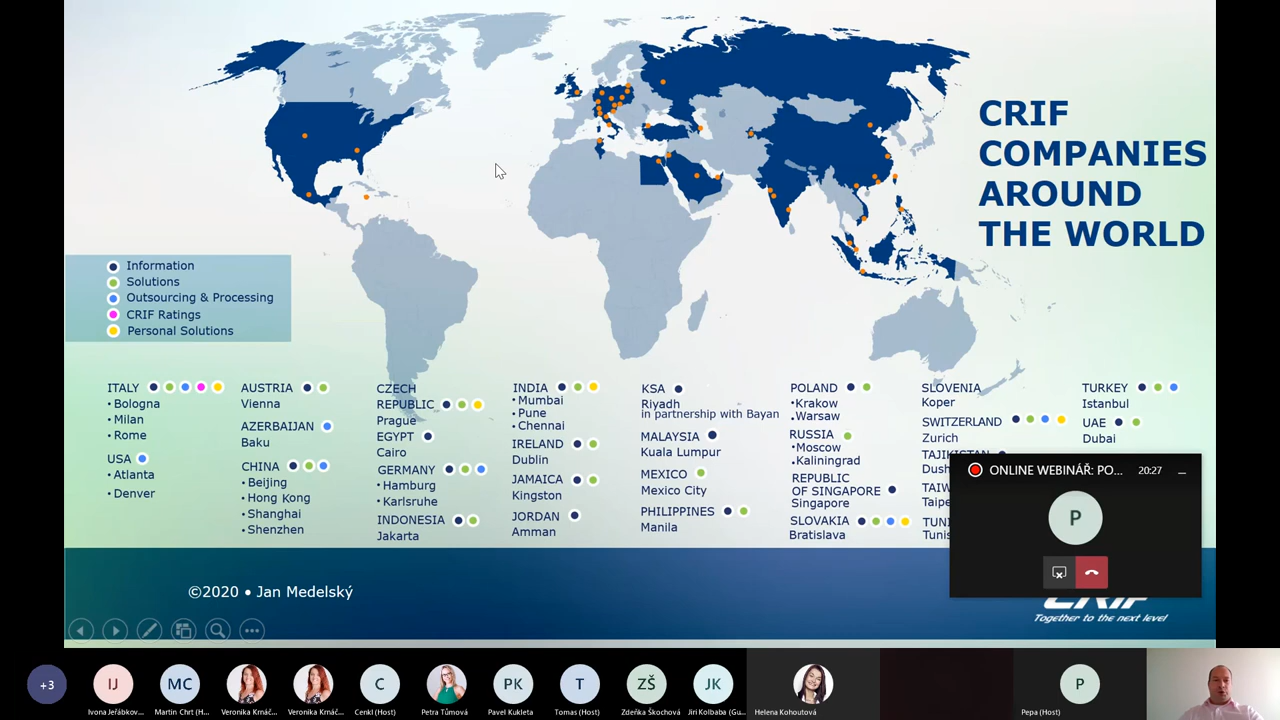 CRIF
COMPANIES
AROUND
THE WORLD
Information
Solutions
Outsourcing & Processing
CRIF Ratings
Personal Solutions
ITALY
• Bologna
• Milan
• Rome
USA
• Atlanta
• Denver
AUSTRIA
Vienna
AZERBAIJAN
Baku
CHINA
• Beijing
• Hong Kong
• Shanghai
• Shenzhen
CZECH
REPUBLIC
Prague
EGYPT
Cairo
GERMANY
• Hamburg
• Karlsruhe
INDONESIA
Jakarta
INDIA
• Mumbai
• Pune
• Chennai
IRELAND
Dublin
JAMAICA
Kingston
JORDAN
Amman
KSA
Riyadh
in partnership with Bayan
MALAYSIA
Kuala Lumpur
MEXICO
Mexico City
PHILIPPINES
Manila
POLAND
• Krakow
• Warsaw
RUSSIA
• Moscow
• Kaliningrad
REPUBLIC
OF SINGAPORE
Singapore
SLOVAKIA
Bratislava
SLOVENIA
Koper
SWITZERLAND
Zurich
TURKEY
Istanbul
UAE
Dubai
ONLINE WEBINÁŘ: PO... 20:27
P
©2020 • Jan Medelský
Together to the next level
+3
IJ
MC
C
PK
T
ZŠ
JK
P
Ivona Jeřábkov...
Martin Chrt (H...
Veronika Krnáč...
Veronika Krnáč...
Cenkl (Host)
Petra Tůmová
Pavel Kukleta
Tomas (Host)
Zdeňka Škochová
Jiri Kolbaba (Gu...
Helena Kohoutová
Pepa (Host)